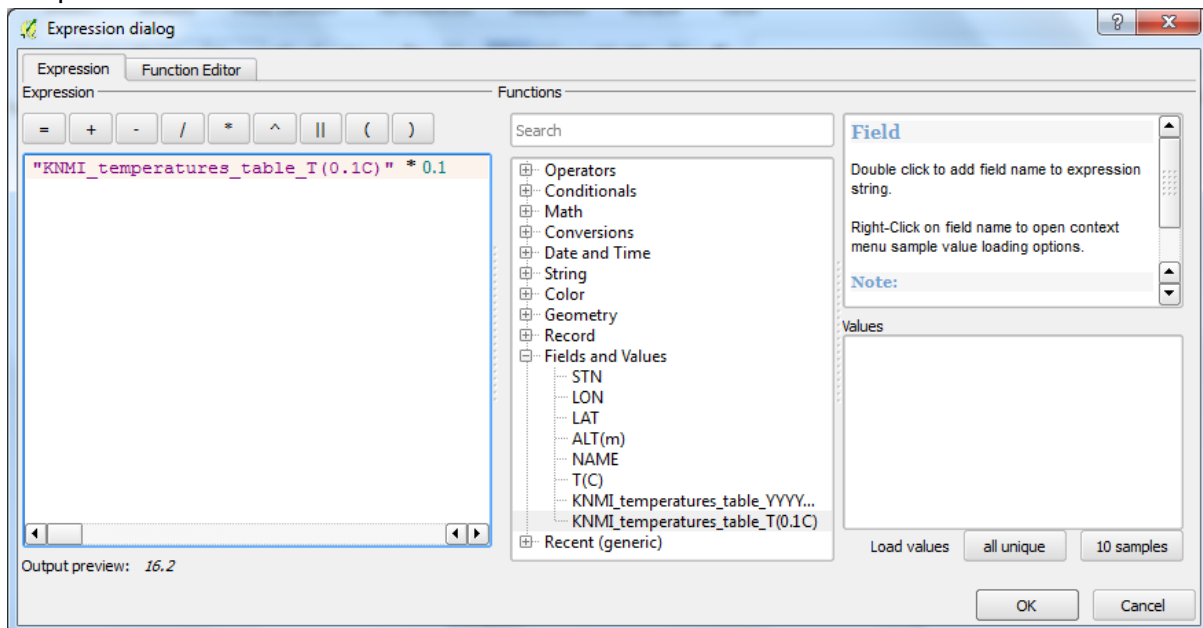 Expression dialog
?
X
Expression
Function Editor
Expression
= + - / * ^ || ( )
"KNMI_temperatures_table_T(0.1C)" * 0.1
Output preview: 16.2
Functions
Search
Operators
Conditionals
Math
Conversions
Date and Time
String
Color
Geometry
Record
Fields and Values
STN
LON
LAT
ALT(m)
NAME
T(C)
KNMI_temperatures_table_YYYY...
KNMI_temperatures_table_T(0.1C)
Recent (generic)
Field
Double click to add field name to expression
string.
Right-Click on field name to open context
menu sample value loading options.
Note:
Values
Load values all unique 10 samples
OK Cancel